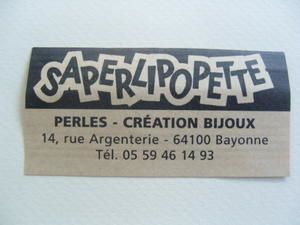 SAPERLIPOPETTE
PERLES - CRÉATION BIJOUX
14, rue Argenterie - 64100 Bayonne
Tél. 05 59 46 14 93